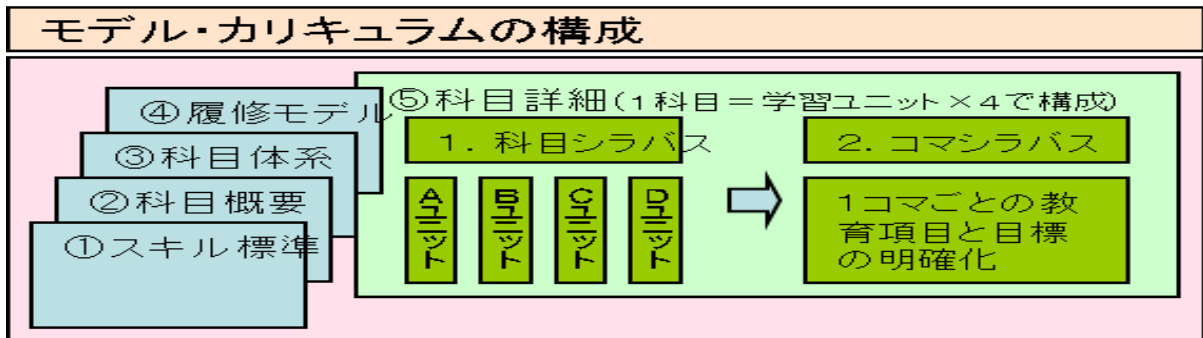 モデル・カリキュラムの構成
④履修モデル
③科目体系
②科目概要
①スキル標準
⑤科目詳細(1科目=学習ユニット×4で構成)
1. 科目シラバス
Aユニット
Bユニット
Cユニット
Dユニット
2. コマシラバス
1コマごとの教
育項目と目標
の明確化